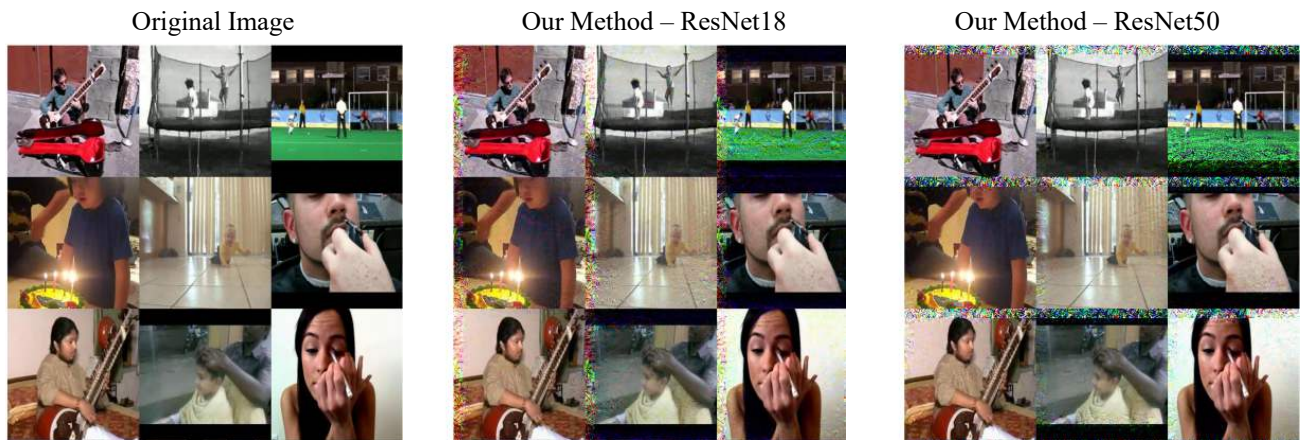 Original Image
Our Method – ResNet18
Our Method – ResNet50